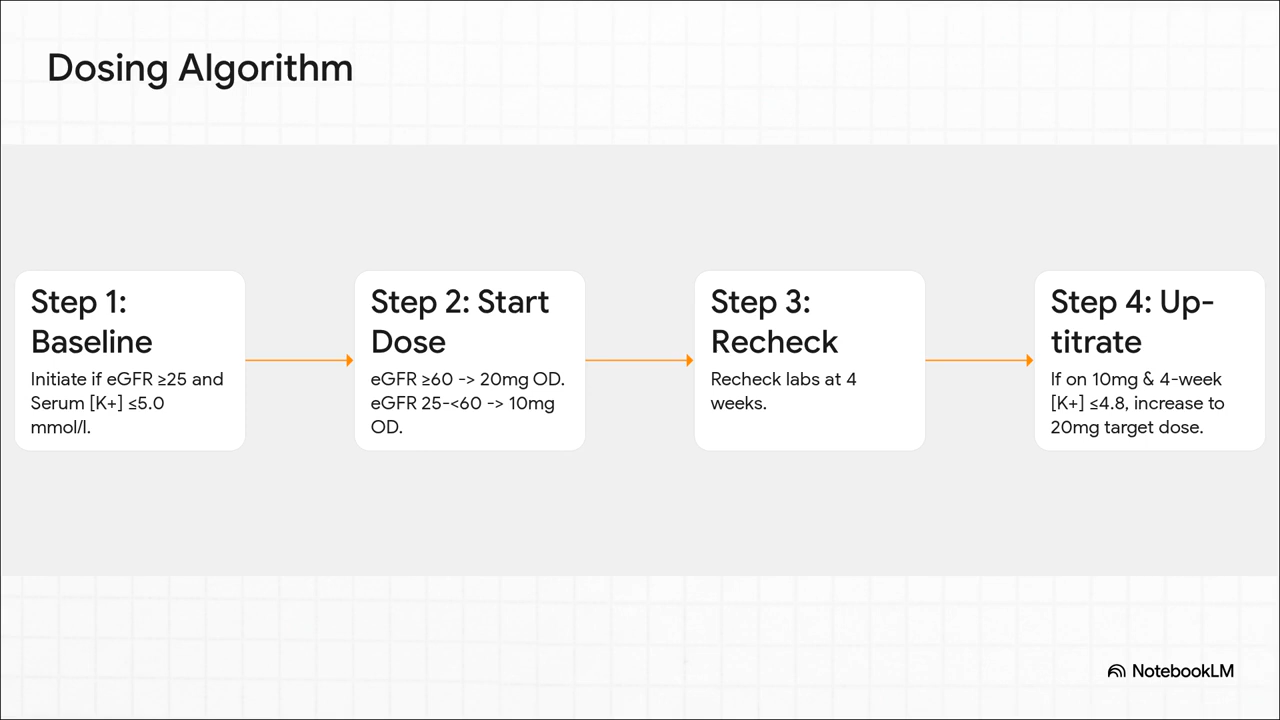 Dosing Algorithm
Step 1:
Baseline
Initiate if eGFR ≥25 and
Serum [K+] ≤5.0
mmol/l.
Step 2: Start
Dose
eGFR ≥60 -> 20mg OD.
eGFR 25-<60 -> 10mg
OD.
Step 3:
Recheck
Recheck labs at 4
weeks.
Step 4: Up-
titrate
If on 10mg & 4-week
[K+] ≤4.8, increase to
20mg target dose.
NotebookLM